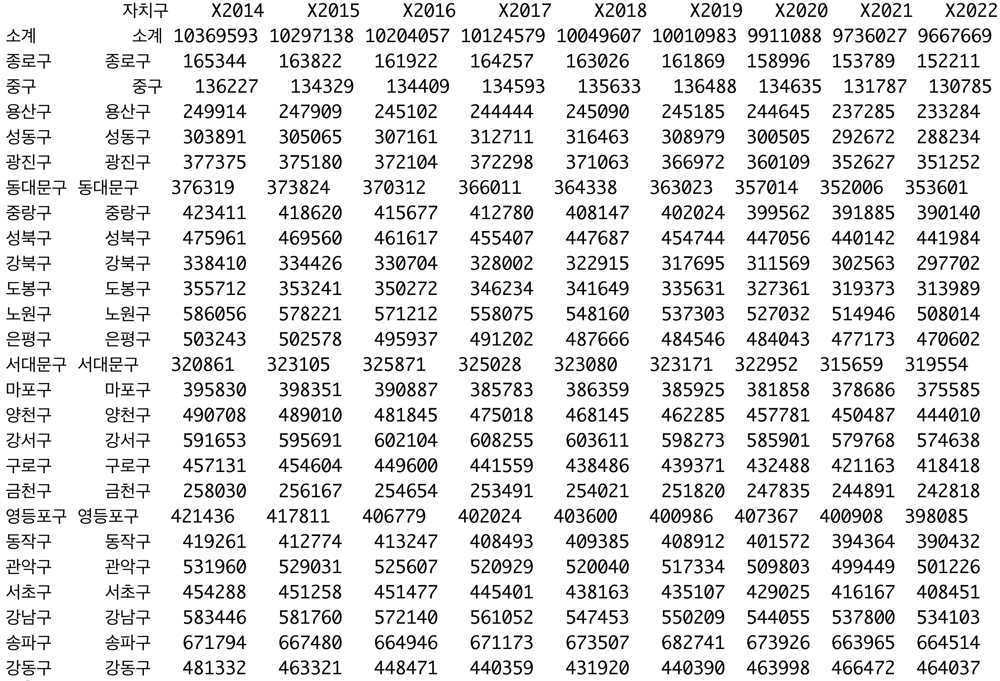 자치구 X2014 X2015 X2016 X2017 X2018 X2019 X2020 X2021 X2022
소계 소계 10369593 10297138 10204057 10124579 10049607 10010983 9911088 9736027 9667669
종로구 종로구 165344 163822 161922 164257 163026 161869 158996 153789 152211
중구 중구 136227 134329 134409 134593 135633 136488 134635 131787 130785
용산구 용산구 249914 247909 245102 244444 245090 245185 244645 237285 233284
성동구 성동구 303891 305065 307161 312711 316463 308979 300505 292672 288234
광진구 광진구 377375 375180 372104 372298 371063 366972 360109 352627 351252
동대문구 동대문구 376319 373824 370312 366011 364338 363023 357014 352006 353601
중랑구 중랑구 423411 418620 415677 412780 408147 402024 399562 391885 390140
성북구 성북구 475961 469560 461617 455407 447687 454744 447056 440142 441984
강북구 강북구 338410 334426 330704 328002 322915 317695 311569 302563 297702
도봉구 도봉구 355712 353241 350272 346234 341649 335631 327361 319373 313989
노원구 노원구 586056 578221 571212 558075 548160 537303 527032 514946 508014
은평구 은평구 503243 502578 495937 491202 487666 484546 484043 477173 470602
서대문구 서대문구 320861 323105 325871 325028 323080 323171 322952 315659 319554
마포구 마포구 395830 398351 390887 385783 386359 385925 381858 378686 375585
양천구 양천구 490708 489010 481845 475018 468145 462285 457781 450487 444010
강서구 강서구 591653 595691 602104 608255 603611 598273 585901 579768 574638
구로구 구로구 457131 454604 449600 441559 438486 439371 432488 421163 418418
금천구 금천구 258030 256167 254654 253491 254021 251820 247835 244891 242818
영등포구 영등포구 421436 417811 406779 402024 403600 400986 407367 400908 398085
동작구 동작구 419261 412774 413247 408493 409385 408912 401572 394364 390432
관악구 관악구 531960 529031 525607 520929 520040 517334 509803 499449 501226
서초구 서초구 454288 451258 451477 445401 438163 435107 429025 416167 408451
강남구 강남구 583446 581760 572140 561052 547453 550209 544055 537800 534103
송파구 송파구 671794 667480 664946 671173 673507 682741 673926 663965 664514
강동구 강동구 481332 463321 448471 440359 431920 440390 463998 466472 464037